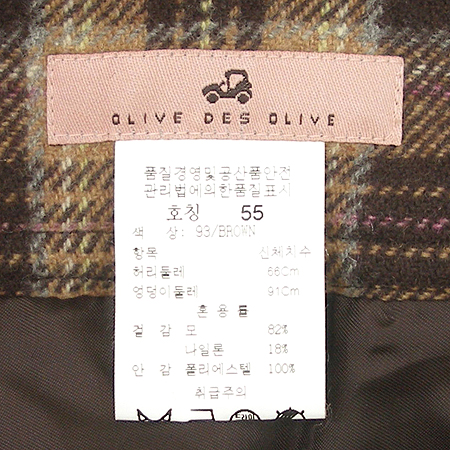 OLIVE DES OLIVE
품질경영및공산품안전
관리법에의한품질표시
호칭 55
색 상: 93/BROWN
항목 신체치수
허리둘레 66Cm
엉덩이둘레 91Cm
혼 용 률
겉 감 모 82%
나일론 18%
안 감 폴리에스텔 100%
취급주의
드라이